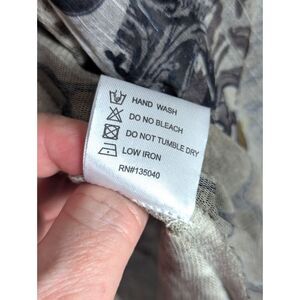 HAND WASH
DO NO BLEACH
DO NOT TUMBLE DRY
LOW IRON
RN#135040